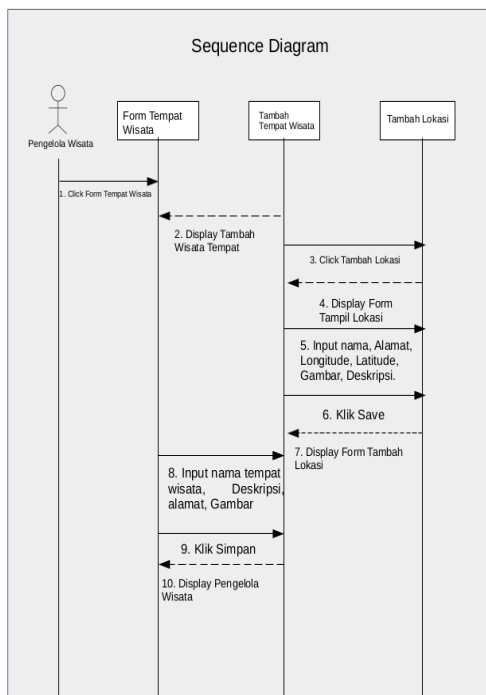 Sequence Diagram
Pengelola Wisata
Form Tempat
Wisata
Tambah
Tempat Wisata
Tambah Lokasi
1. Click Form Tempat Wisata
2. Display Tambah
Wisata Tempat
3. Click Tambah Lokasi
4. Display Form
Tampil Lokasi
5. Input nama, Alamat,
Longitude, Latitude,
Gambar, Deskripsi.
6. Klik Save
7. Display Form Tambah
Lokasi
8. Input nama tempat
wisata, Deskripsi,
alamat, Gambar
9. Klik Simpan
10. Display Pengelola
Wisata